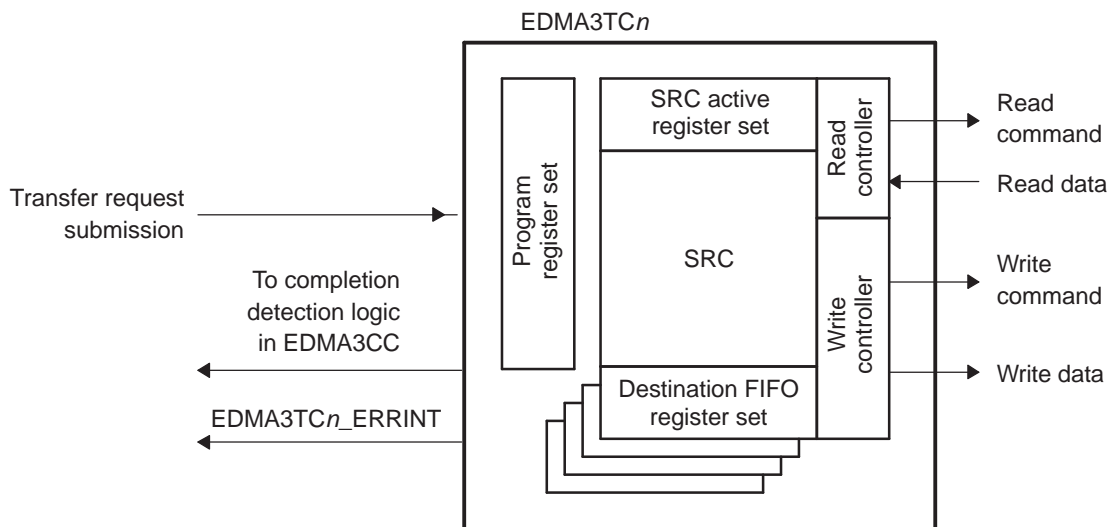 EDMA3TCn
SRC active
register set
Read
controller
Read
command
Read data
Transfer request
submission
Program
register set
SRC
To completion
detection logic
in EDMA3CC
Write
controller
Write
command
Write data
Destination FIFO
register set
EDMA3TCn_ERRINT